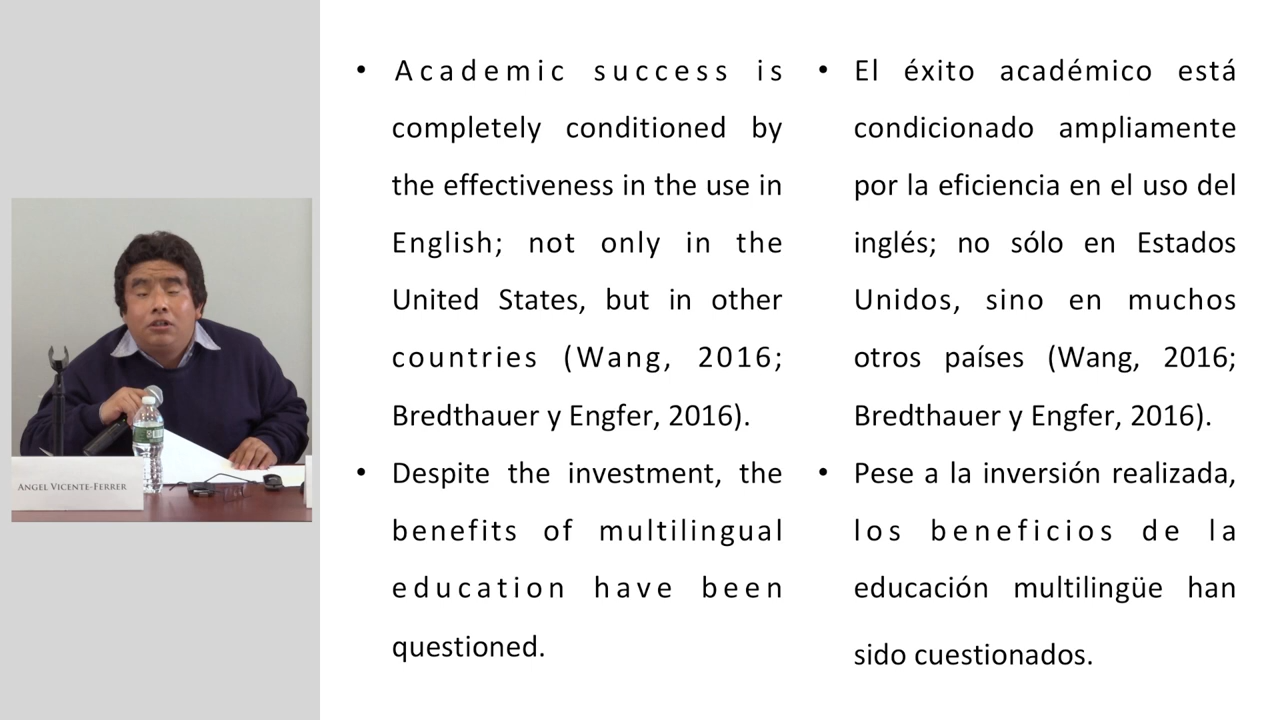 • Academic success is
completely conditioned by
the effectiveness in the use in
English; not only in the
United States, but in other
countries (Wang, 2016;
Bredthauer y Engfer, 2016).
• Despite the investment, the
benefits of multilingual
education have been
questioned.
• El éxito académico está
condicionado ampliamente
por la eficiencia en el uso del
inglés; no sólo en Estados
Unidos, sino en muchos
otros países (Wang, 2016;
Bredthauer y Engfer, 2016).
• Pese a la inversión realizada,
los beneficios de la
educación multilingüe han
sido cuestionados.
ANGEL VICENTE-FERRER